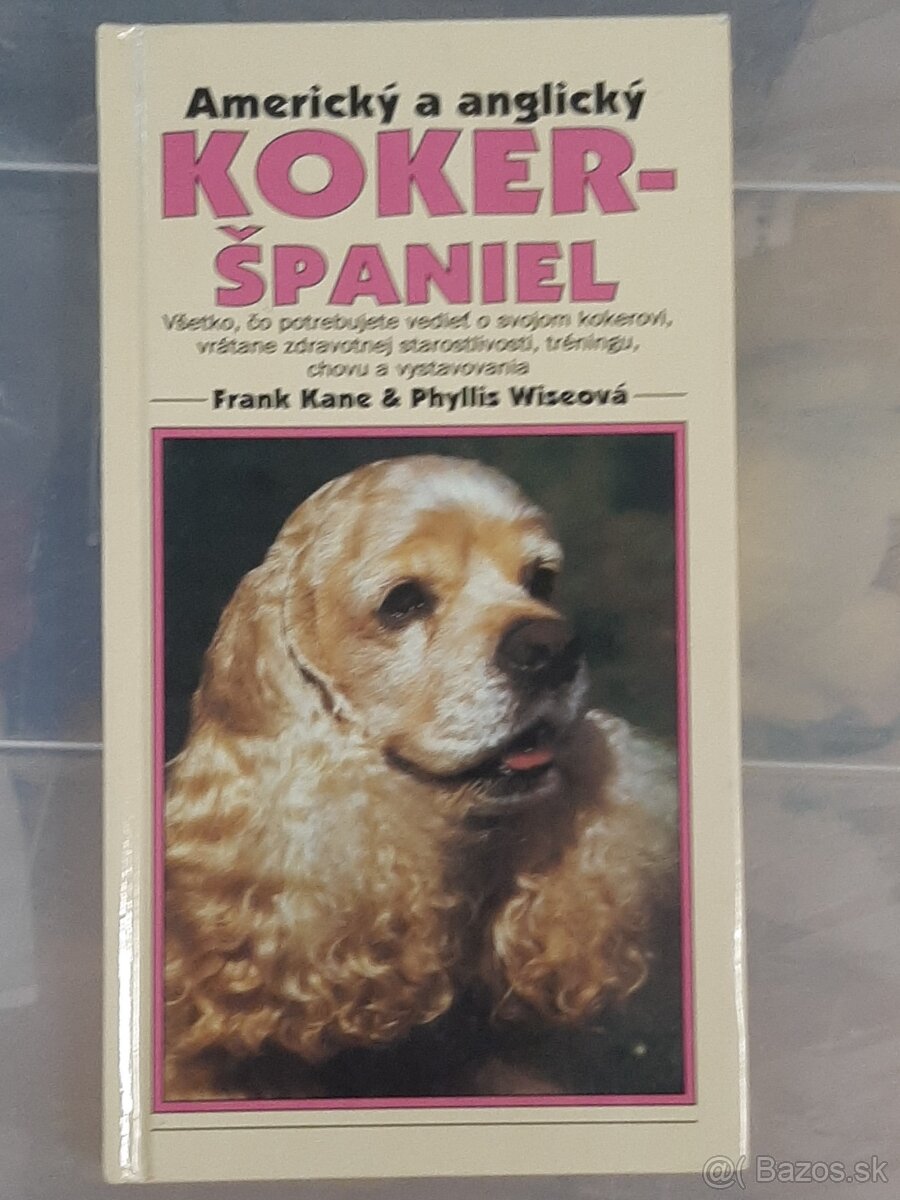 Americký a anglický
KOKER-
ŠPANIEL
Všetko, čo potrebujete vedieť o svojom kokerovi,
vrátane zdravotnej starostlivosti, tréningu,
chovu a vystavovania
Frank Kane & Phyllis Wiseová
@( Bazos.sk